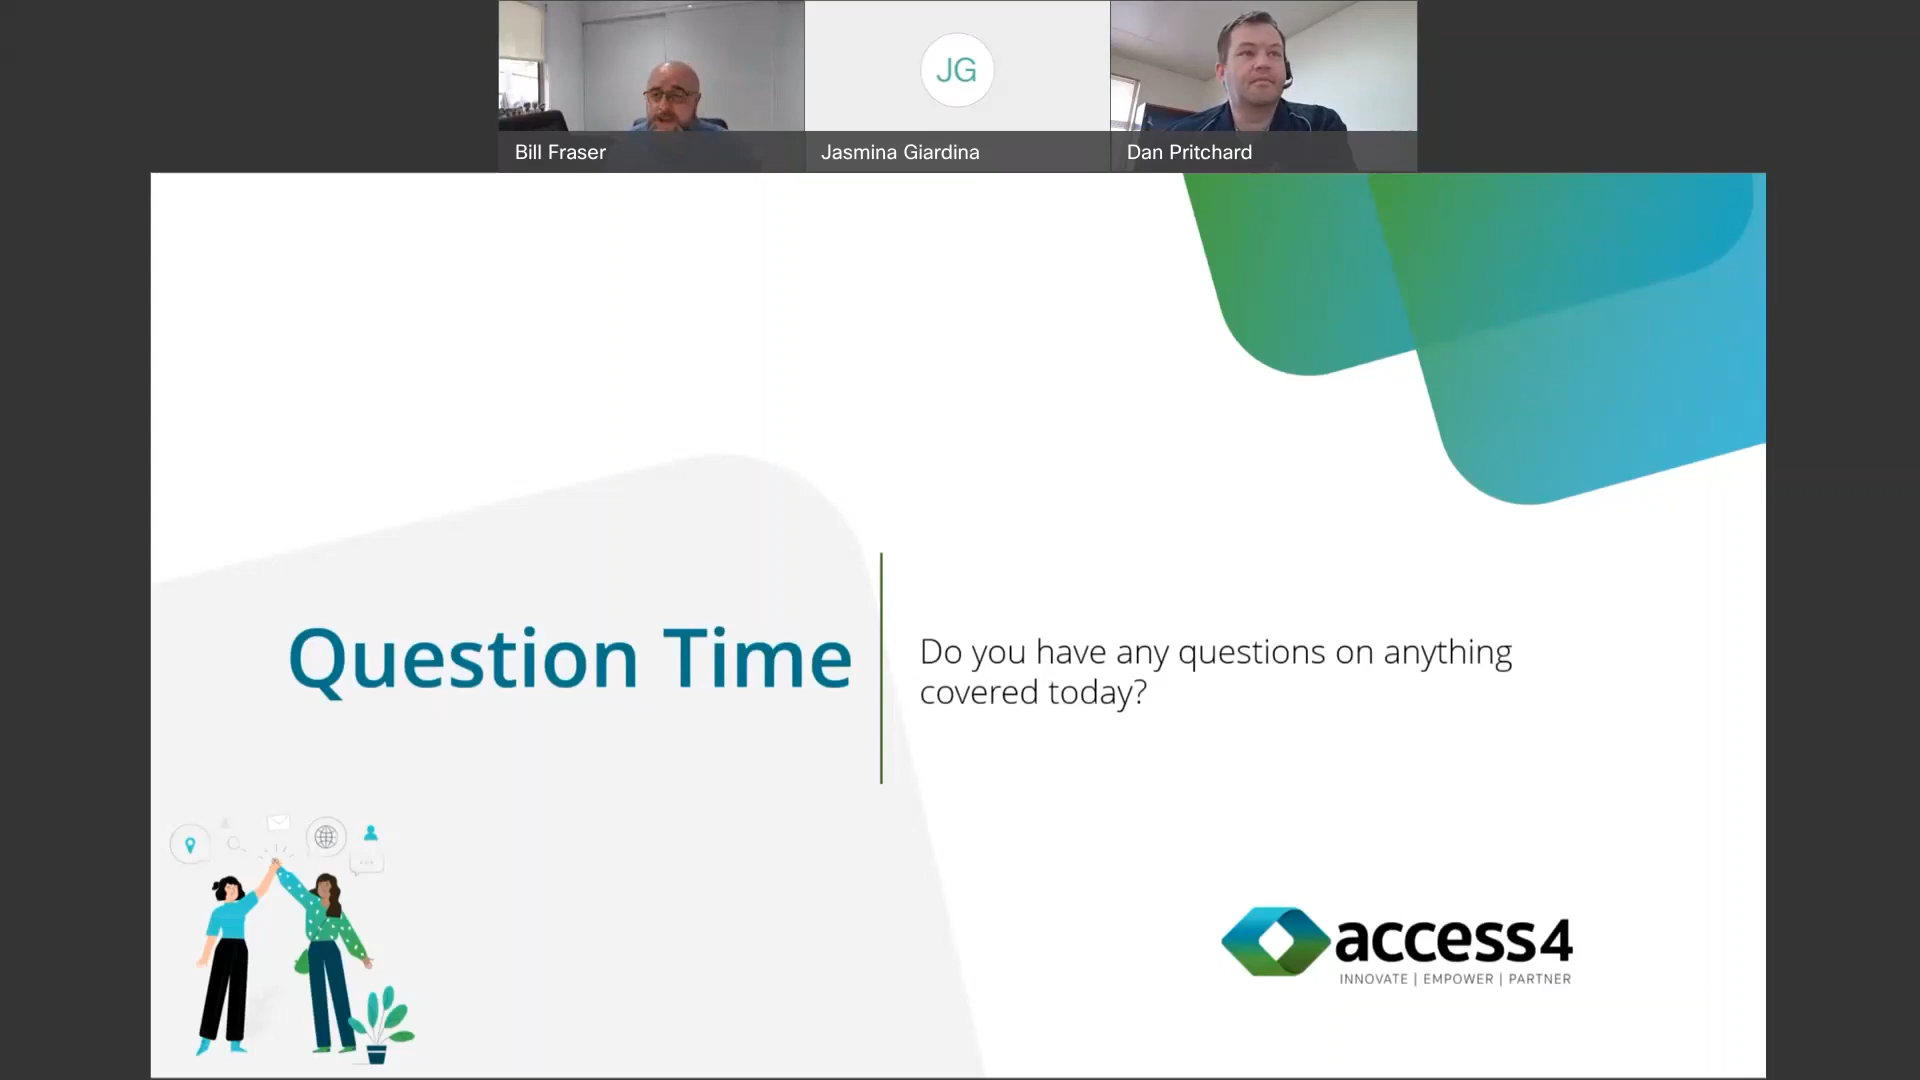 Bill Fraser
JG
Jasmina Giardina
Dan Pritchard
Question Time
Do you have any questions on anything
covered today?
access4
INNOVATE | EMPOWER | PARTNER